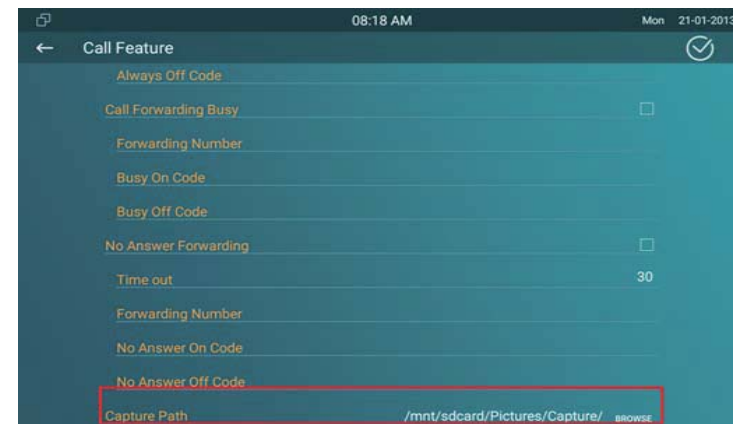 08:18 AM Mon 21-01-2013
Call Feature
Always Off Code
Call Forwarding Busy
Forwarding Number
Busy On Code
Busy Off Code
No Answer Forwarding
Time out 30
Forwarding Number
No Answer On Code
No Answer Off Code
Capture Path /mnt/sdcard/Pictures/Capture/ BROWSE